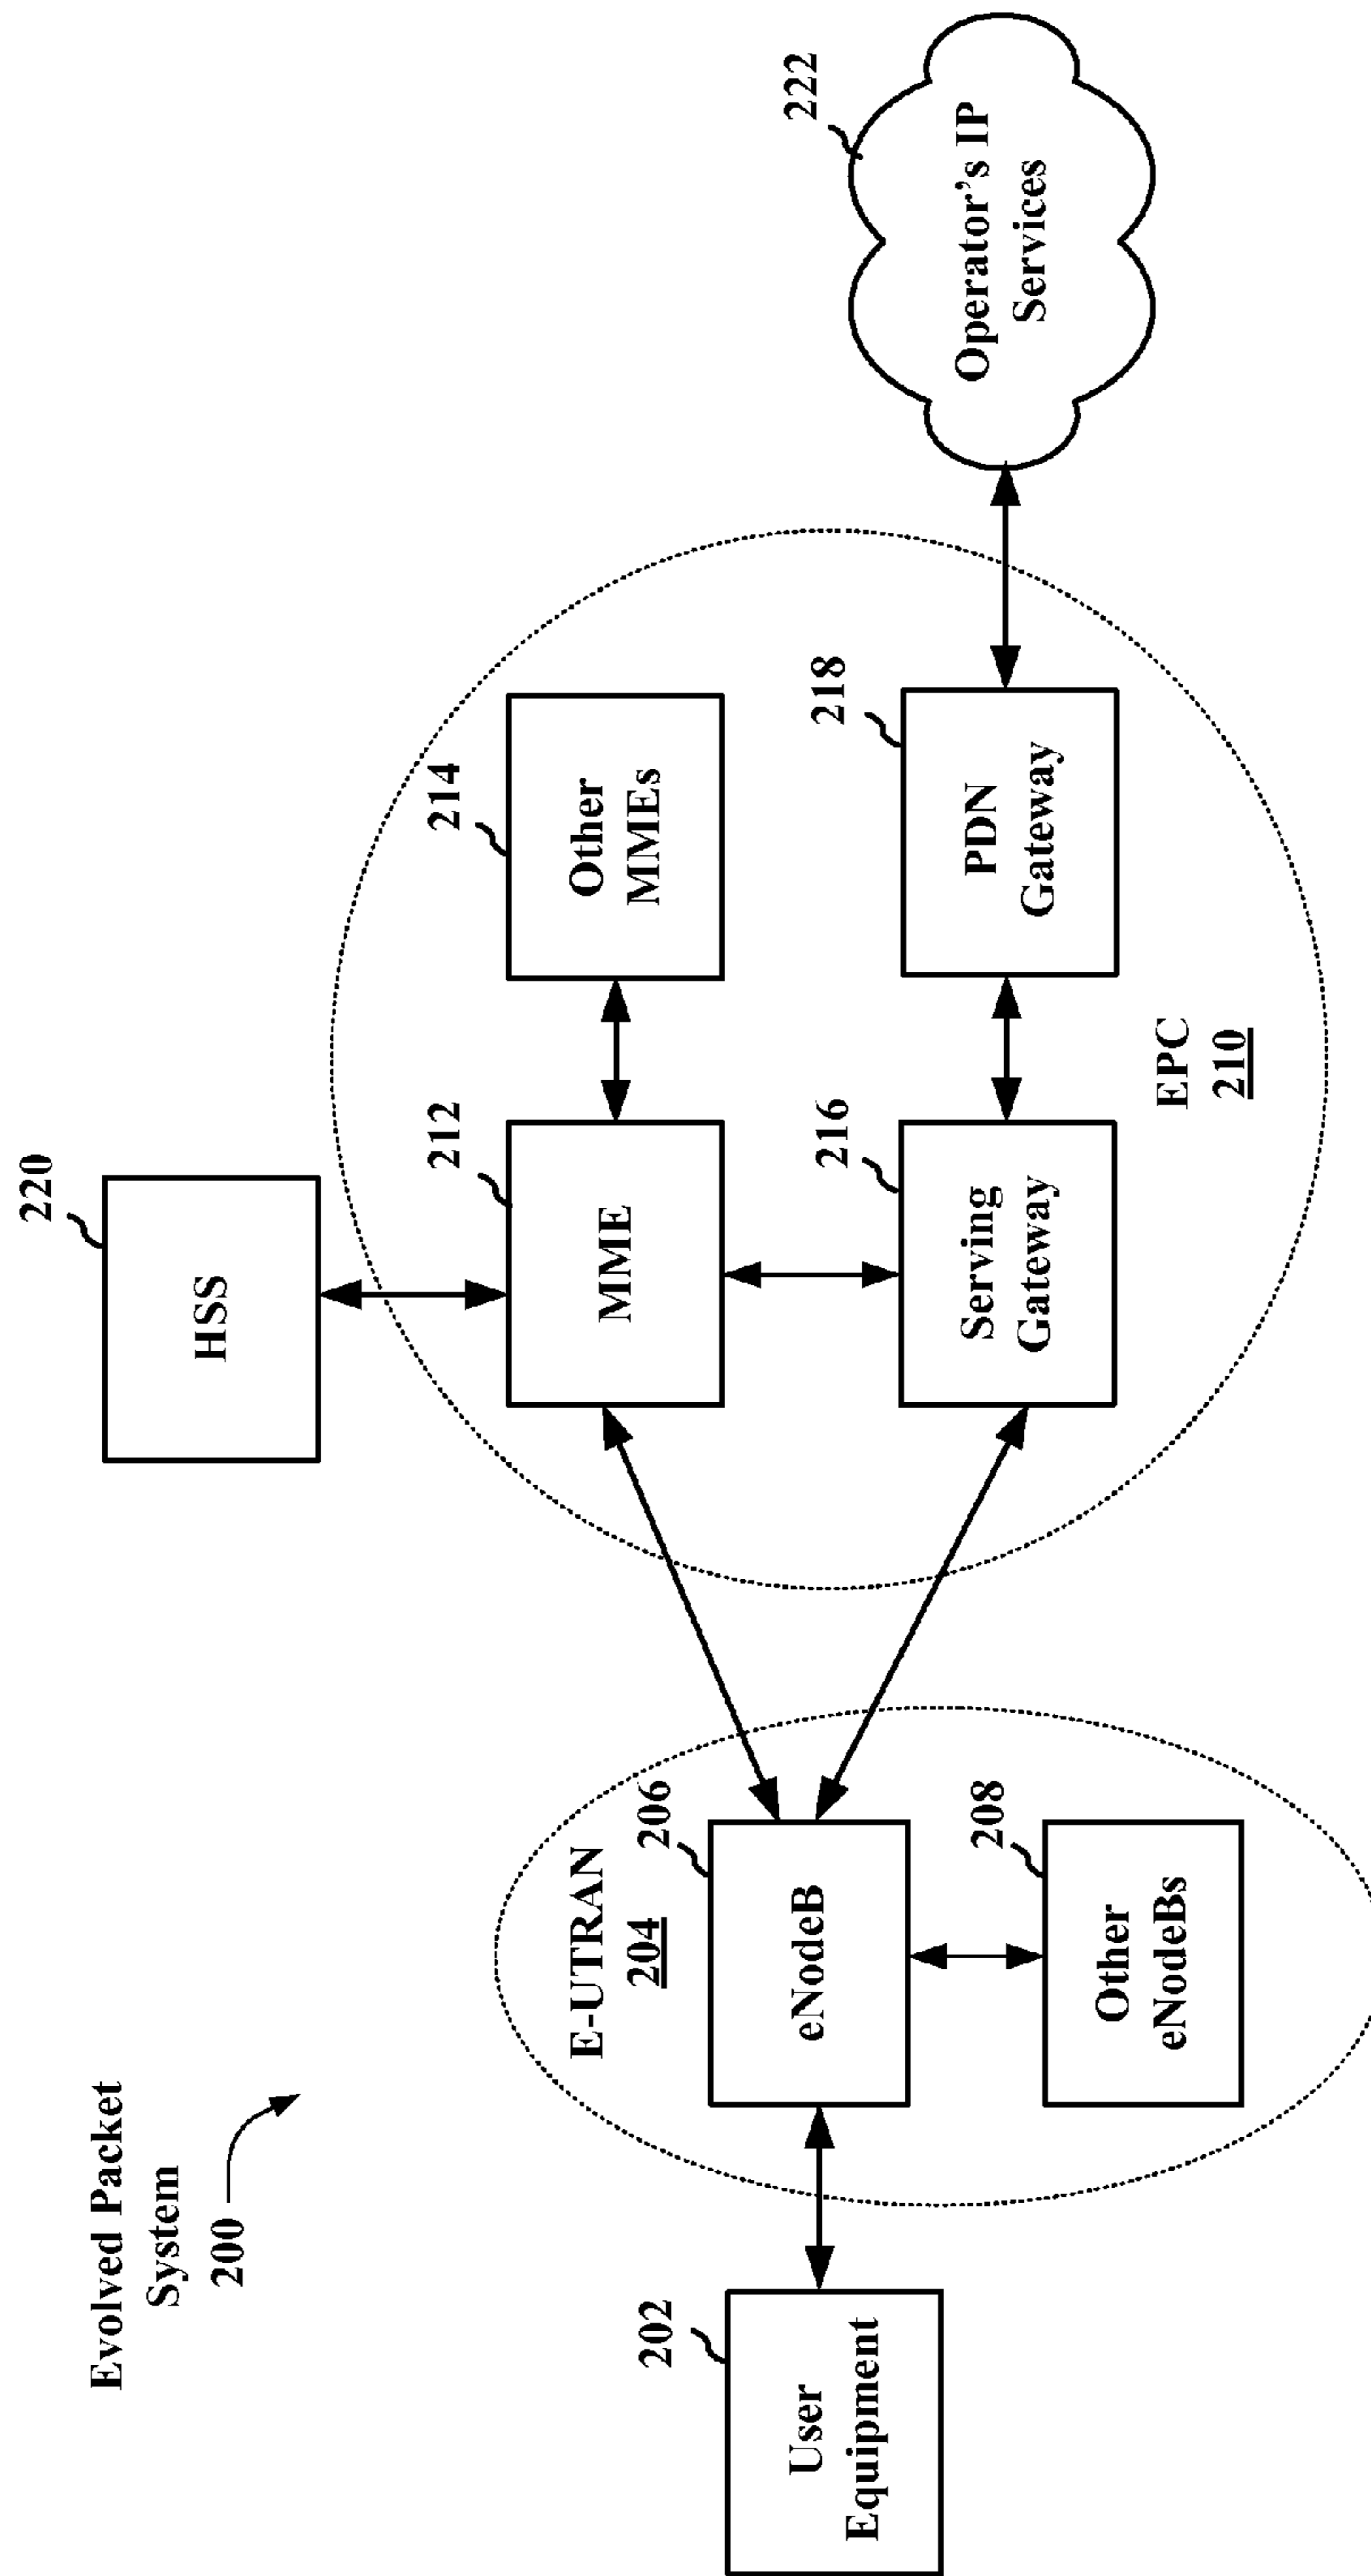 Evolved Packet
System
200
220
HSS
E-UTRAN
204
206
eNodeB
208
Other
eNodeBs
202
User
Equipment
212
MME
214
Other
MMEs
216
Serving
Gateway
218
PDN
Gateway
EPC
210
222
Operator's IP
Services